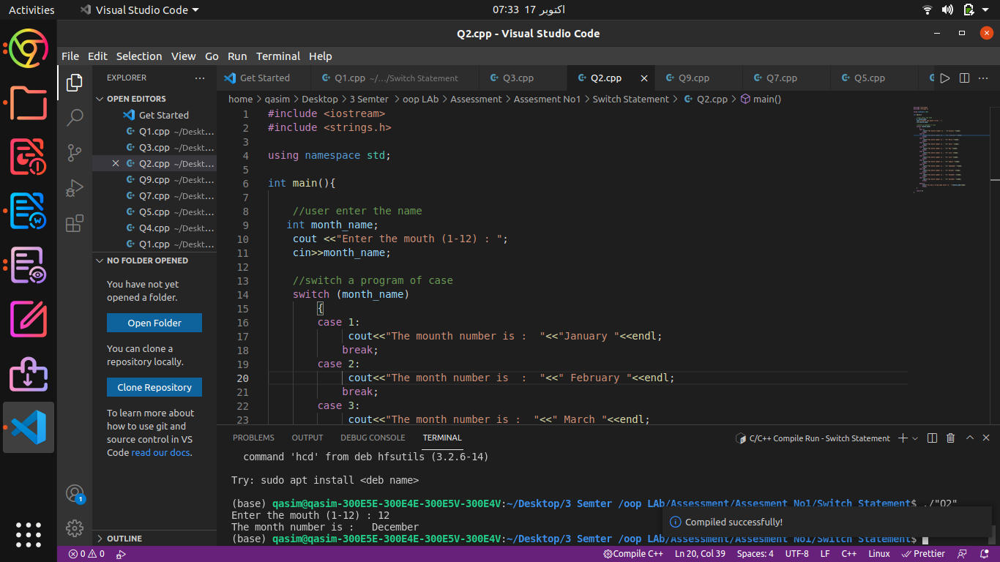 Activities
Visual Studio Code
07:33 17 اکتوبر
Q2.cpp - Visual Studio Code
File Edit Selection View Go Run Terminal Help
EXPLORER
OPEN EDITORS
Get Started
Q1.cpp ~/Deskt...
Q3.cpp ~/Deskt...
Q2.cpp ~/Deskt...
Q9.cpp ~/Deskt...
Q7.cpp ~/Deskt...
Q5.cpp ~/Deskt...
Q4.cpp ~/Deskt...
Q1.cpp ~/Deskt...
NO FOLDER OPENED
You have not yet
opened a folder.
Open Folder
You can clone a
repository locally.
Clone Repository
To learn more about
how to use git and
source control in VS
Code read our docs.
OUTLINE
1
Get Started Q1.cpp ~/.../Switch Statement Q3.cpp Q2.cpp Q9.cpp Q7.cpp Q5.cpp
home > qasim > Desktop > 3 Semter > oop LAb > Assessment > Assesment No1 > Switch Statement > Q2.cpp > main()
1 #include <iostream>
2 #include <strings.h>
3
4 using namespace std;
5
6 int main(){
7
8 //user enter the name
9 int month_name;
10 cout <<"Enter the mouth (1-12) : ";
11 cin>>month_name;
12
13 //switch a program of case
14 switch (month_name)
15 {
16 case 1:
17 cout<<"The mounth number is :  "<<"January "<<endl;
18 break;
19 case 2:
20 cout<<"The month number is  :  "<<" February "<<endl;
21 break;
22 case 3:
23 cout<<"The month number is :  "<<" March "<<endl;
PROBLEMS OUTPUT DEBUG CONSOLE TERMINAL
C/C++ Compile Run - Switch Statement
command 'hcd' from deb hfsutils (3.2.6-14)
Try: sudo apt install <deb name>
(base) qasim@qasim-300E5E-300E4E-300E5V-300E4V:~/Desktop/3 Semter /oop LAb/Assessment/Assesment No1/Switch Statement$ ./"Q2"
Enter the mouth (1-12) : 12
The month number is :   December
(base) qasim@qasim-300E5E-300E4E-300E5V-300E4V:~/Desktop/3 Semter /oop LAb/Assessment/Assesment No1/Switch Statement$
Compiled successfully!
0 0 Compile C++ Ln 20, Col 39 Spaces: 4 UTF-8 LF C++ Linux Prettier